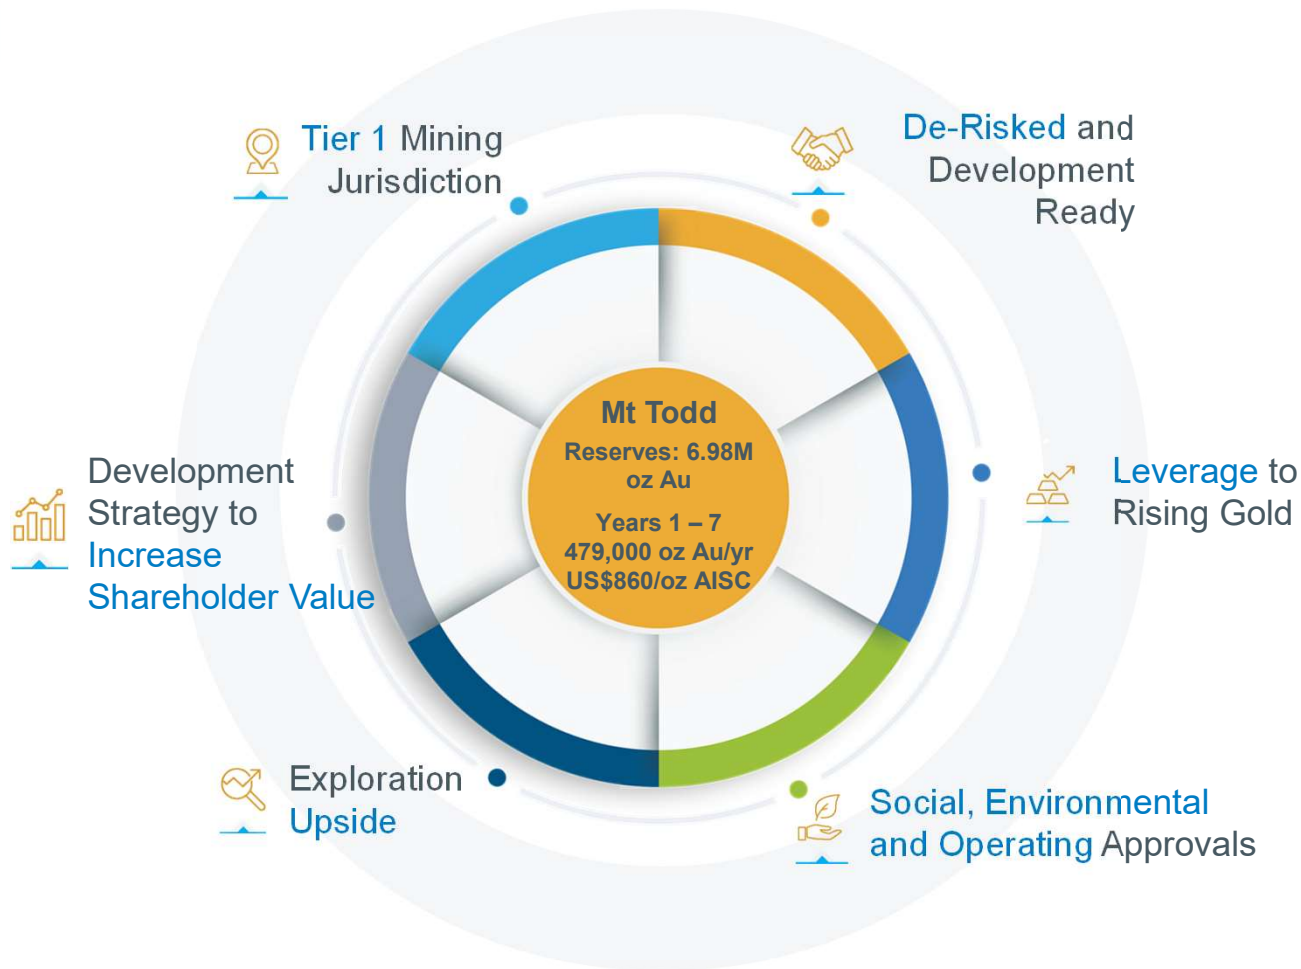 Tier 1 Mining
Jurisdiction
De-Risked and
Development
Ready
Mt Todd
Reserves: 6.98M
oz Au
Years 1 – 7
479,000 oz Au/yr
US$860/oz AISC
Development
Strategy to
Increase
Shareholder Value
Leverage to
Rising Gold
Exploration
Upside
Social, Environmental
and Operating Approvals